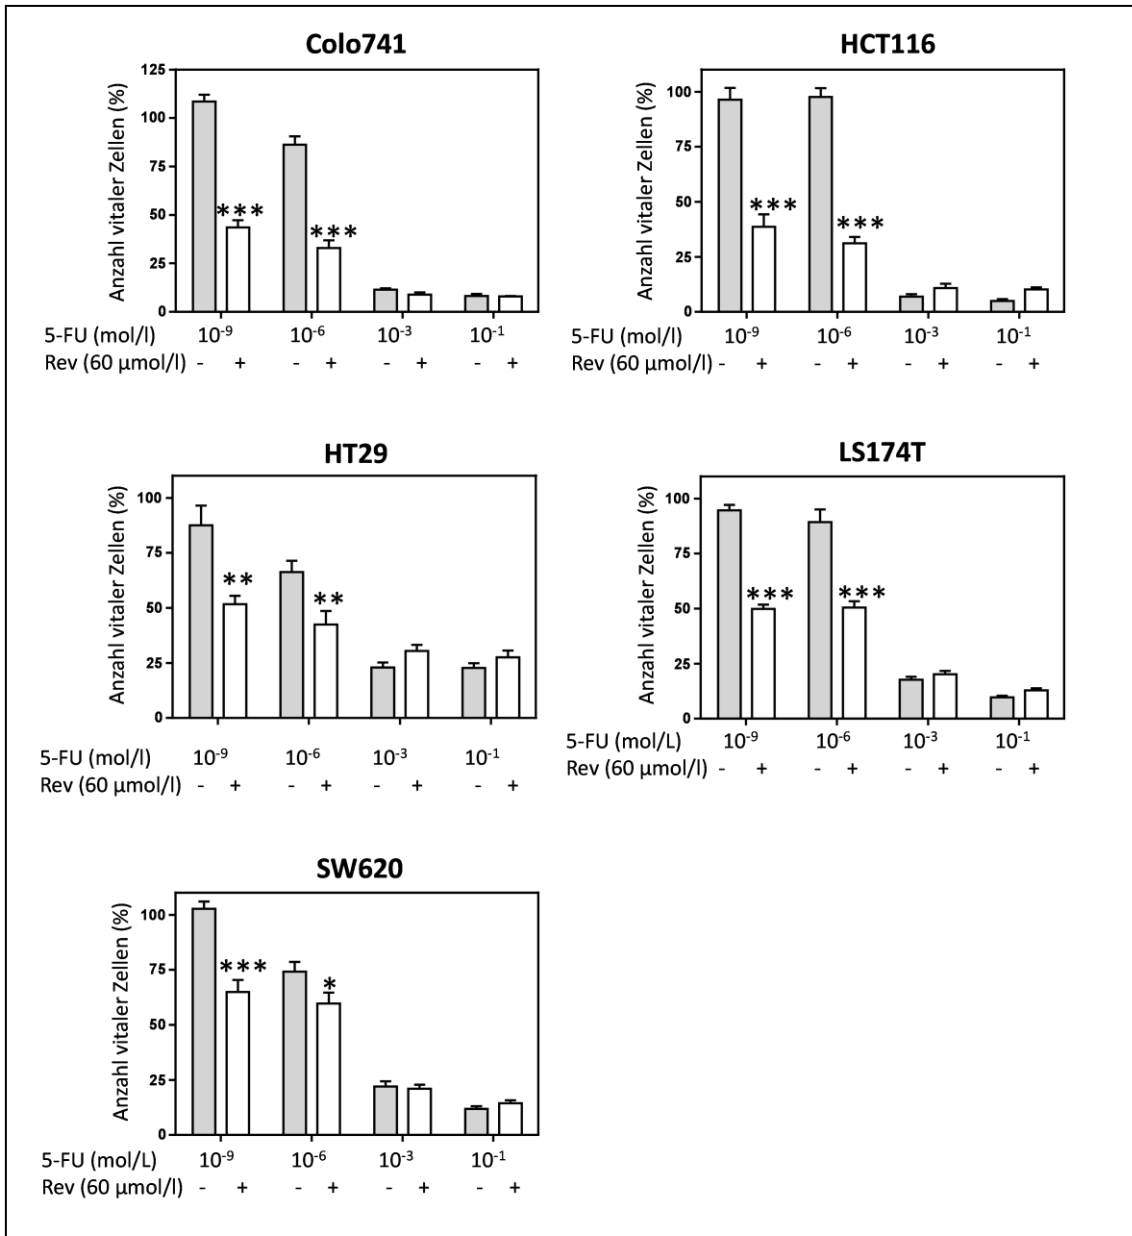 Colo741
Anzahl vitaler Zellen (%)
125
100
75
50
25
0
***
***
5-FU (mol/l) 10⁻⁹ 10⁻⁶ 10⁻³ 10⁻¹
Rev (60 µmol/l) - + - + - + - +
HCT116
Anzahl vitaler Zellen (%)
100
75
50
25
0
***
***
5-FU (mol/l) 10⁻⁹ 10⁻⁶ 10⁻³ 10⁻¹
Rev (60 µmol/l) - + - + - + - +
HT29
Anzahl vitaler Zellen (%)
100
75
50
25
0
**
**
5-FU (mol/l) 10⁻⁹ 10⁻⁶ 10⁻³ 10⁻¹
Rev (60 µmol/l) - + - + - + - +
LS174T
Anzahl vitaler Zellen (%)
100
75
50
25
0
***
***
5-FU (mol/L) 10⁻⁹ 10⁻⁶ 10⁻³ 10⁻¹
Rev (60 µmol/l) - + - + - + - +
SW620
Anzahl vitaler Zellen (%)
100
75
50
25
0
***
*
5-FU (mol/L) 10⁻⁹ 10⁻⁶ 10⁻³ 10⁻¹
Rev (60 µmol/l) - + - + - + - +